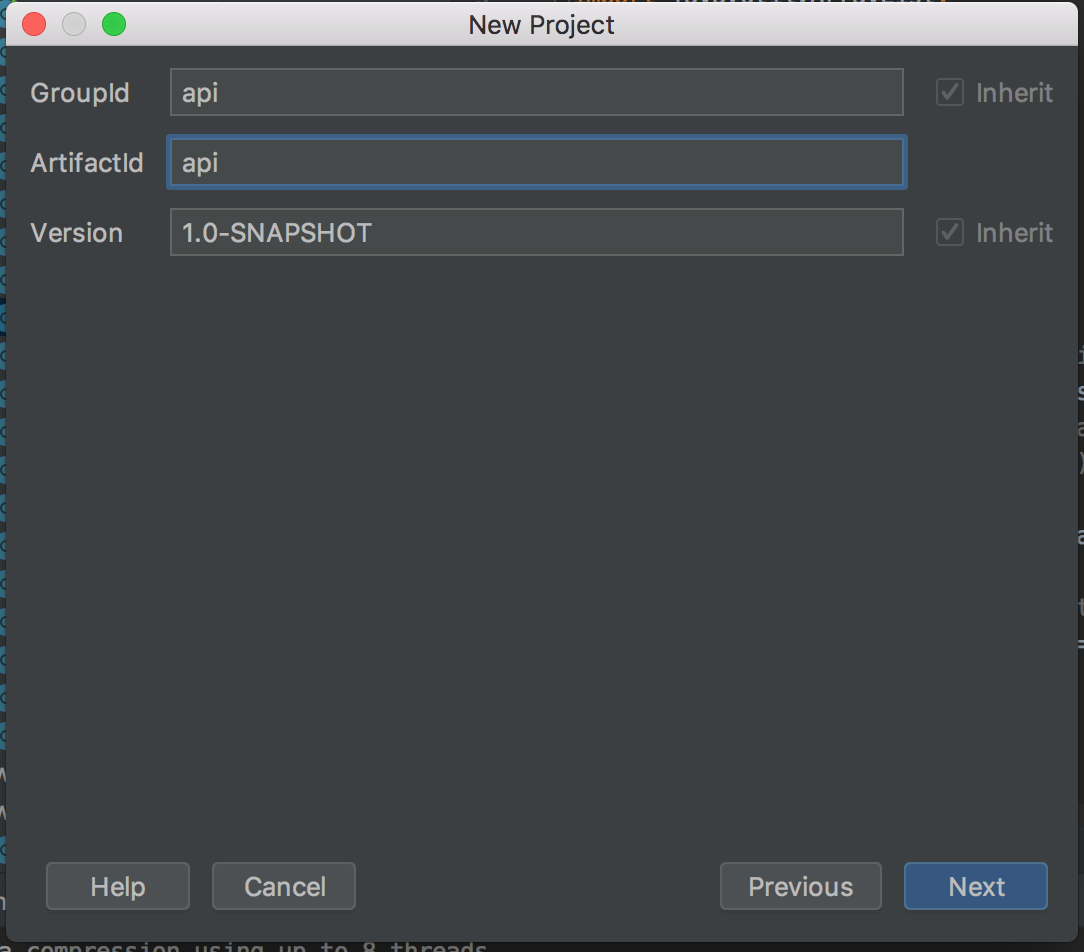 New Project
GroupId api Inherit
ArtifactId api
Version 1.0-SNAPSHOT Inherit
Help Cancel Previous Next
compression using up to 8 threads